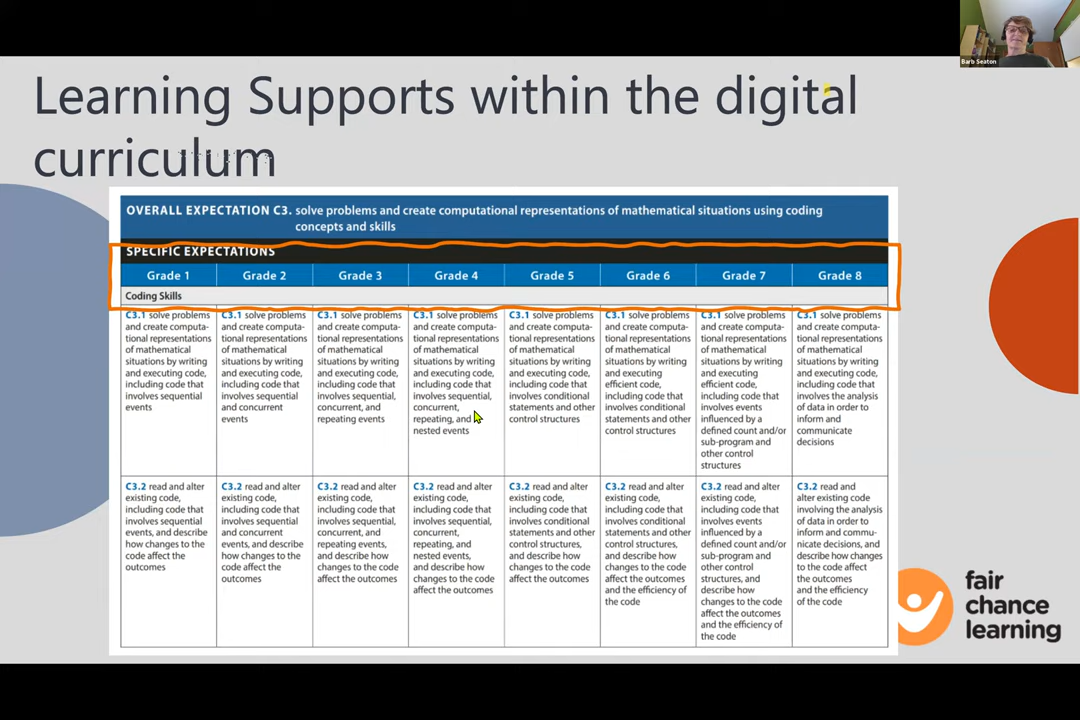 Barb Seaton
Learning Supports within the digital
curriculum
OVERALL EXPECTATION C3. solve problems and create computational representations of mathematical situations using coding
concepts and skills
SPECIFIC EXPECTATIONS
Grade 1 Grade 2 Grade 3 Grade 4 Grade 5 Grade 6 Grade 7 Grade 8
Coding Skills
C3.1 solve problems
and create computa-
tional representations
of mathematical
situations by writing
and executing code,
including code that
involves sequential
events
C3.1 solve problems
and create computa-
tional representations
of mathematical
situations by writing
and executing code,
including code that
involves sequential
and concurrent
events
C3.1 solve problems
and create computa-
tional representations
of mathematical
situations by writing
and executing code,
including code that
involves sequential,
concurrent, and
repeating events
C3.1 solve problems
and create computa-
tional representations
of mathematical
situations by writing
and executing code,
including code that
involves sequential,
concurrent,
repeating, and
nested events
C3.1 solve problems
and create computa-
tional representations
of mathematical
situations by writing
and executing code,
including code that
involves conditional
statements and other
control structures
C3.1 solve problems
and create computa-
tional representations
of mathematical
situations by writing
and executing
efficient code,
including code that
involves conditional
statements and other
control structures
C3.1 solve problems
and create computa-
tional representations
of mathematical
situations by writing
and executing
efficient code,
including code that
involves events
influenced by a
defined count and/or
sub-program and
other control
structures
C3.1 solve problems
and create computa-
tional representations
of mathematical
situations by writing
and executing code,
including code that
involves the analysis
of data in order to
inform and
communicate
decisions
C3.2 read and alter
existing code,
including code that
involves sequential
events, and describe
how changes to the
code affect the
outcomes
C3.2 read and alter
existing code,
including code that
involves sequential
and concurrent
events, and describe
how changes to the
code affect the
outcomes
C3.2 read and alter
existing code,
including code that
involves sequential,
concurrent, and
repeating events,
and describe how
changes to the code
affect the outcomes
C3.2 read and alter
existing code,
including code that
involves sequential,
concurrent,
repeating, and
nested events,
and describe how
changes to the code
affect the outcomes
C3.2 read and alter
existing code,
including code that
involves conditional
statements and other
control structures,
and describe how
changes to the code
affect the outcomes
C3.2 read and alter
existing code,
including code that
involves conditional
statements and other
control structures,
and describe how
changes to the code
affect the outcomes
and the efficiency of
the code
C3.2 read and alter
existing code,
including code that
involves events
influenced by a
defined count and/or
sub-program and
other control
structures, and
describe how
changes to the code
affect the outcomes
and the efficiency of
the code
C3.2 read and
alter existing code
involving the analysis
of data in order to
inform and commu-
nicate decisions, and
describe how changes
to the code affect
the outcomes
and the efficiency
of the code
fair
chance
learning